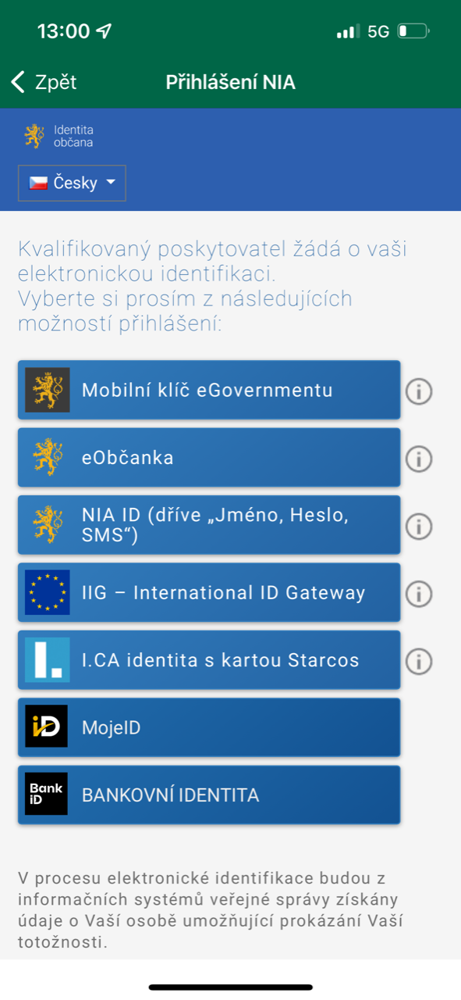 13:00
5G
Zpět
Přihlášení NIA
Identita
občana
Česky
Kvalifikovaný poskytovatel žádá o vaši
elektronickou identifikaci.
Vyberte si prosím z následujících
možností přihlášení:
Mobilní klíč eGovernmentu
eObčanka
NIA ID (dříve „Jméno, Heslo,
SMS“)
IIG – International ID Gateway
I.
I.CA identita s kartou Starcos
iD
MojeID
Bank
iD
BANKOVNÍ IDENTITA
V procesu elektronické identifikace budou z
informačních systémů veřejné správy získány
údaje o Vaší osobě umožňující prokázání Vaší
totožnosti.